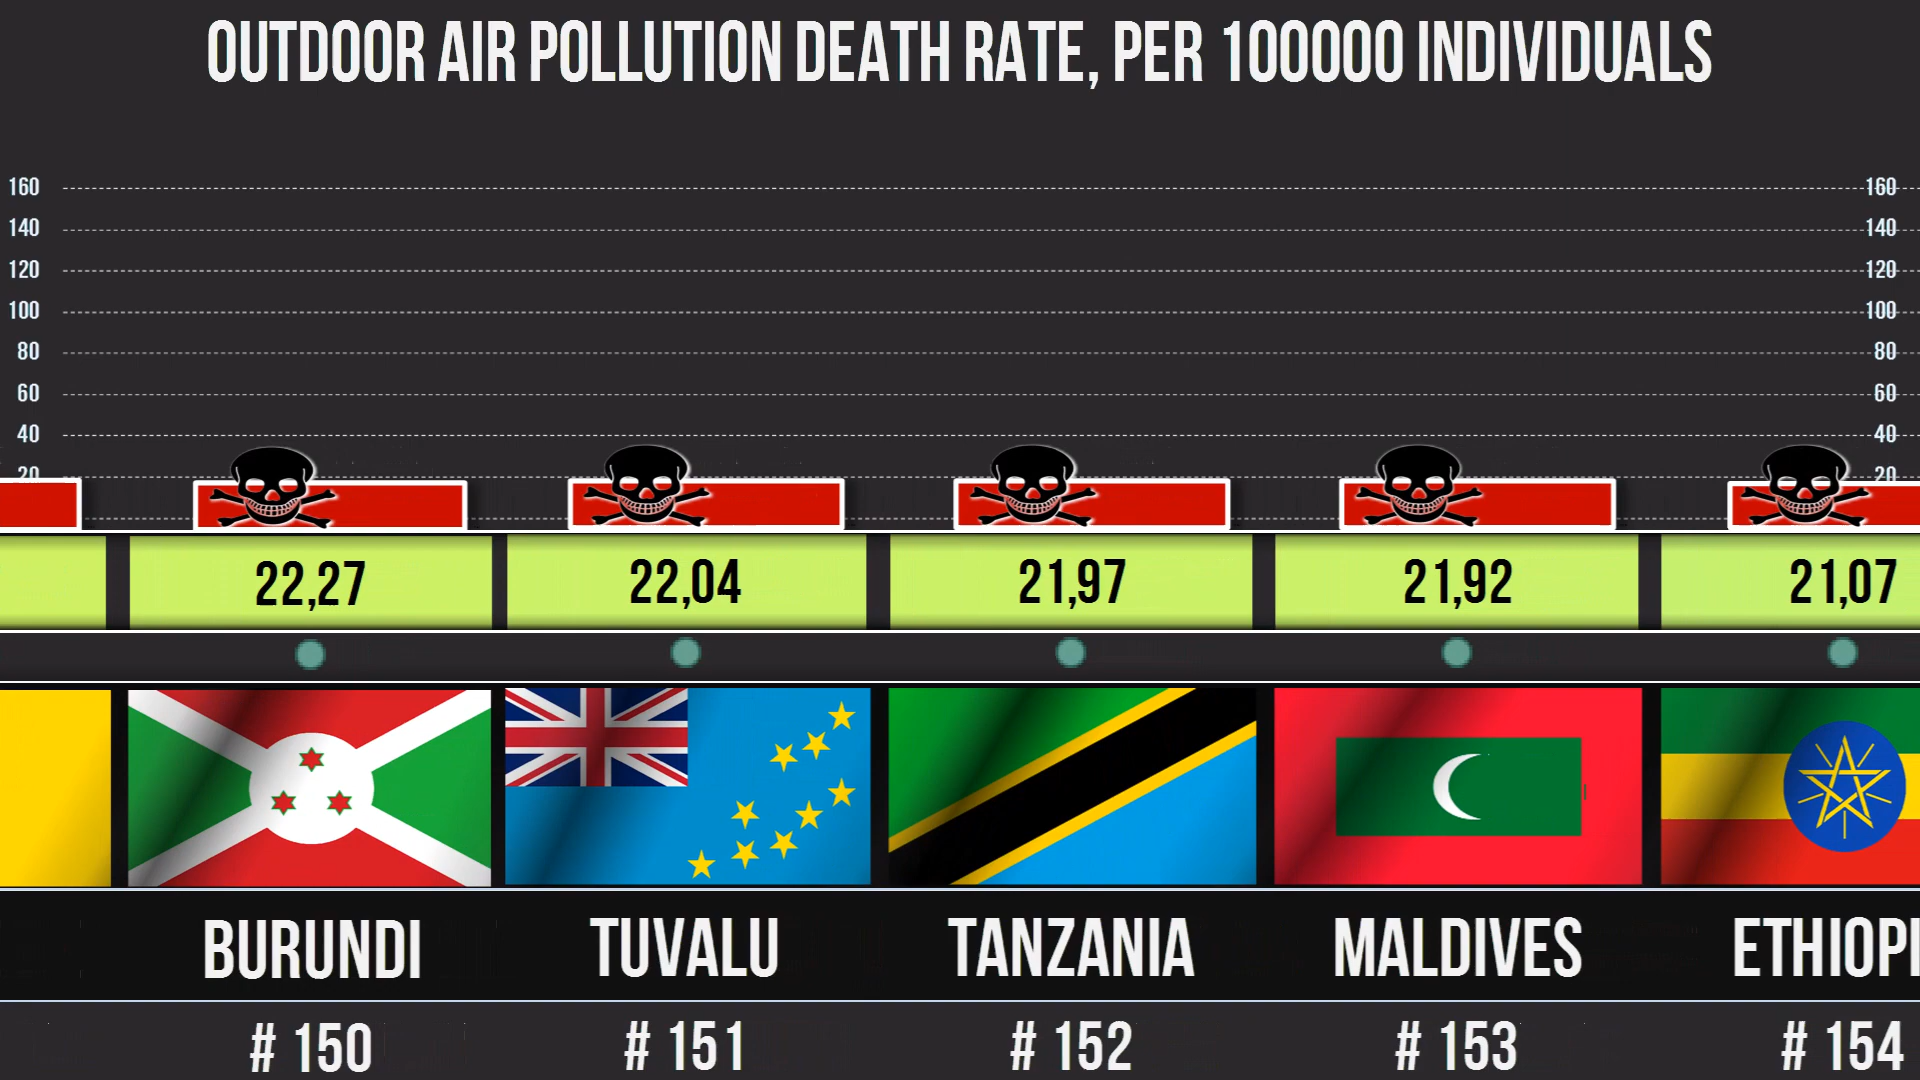 OUTDOOR AIR POLLUTION DEATH RATE, PER 100000 INDIVIDUALS
160 160
140 140
120 120
100 100
80 80
60 60
40 40
20 20
22,27 22,04 21,97 21,92 21,07
BURUNDI TUVALU TANZANIA MALDIVES ETHIOPI
# 150 # 151 # 152 # 153 # 154